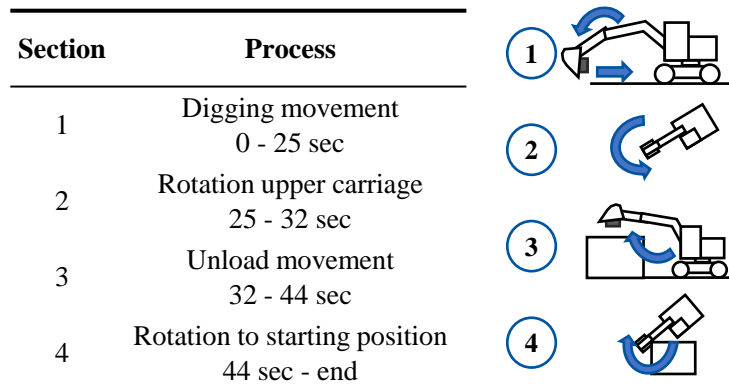 Section Process
1 Digging movement
0 - 25 sec
2 Rotation upper carriage
25 - 32 sec
3 Unload movement
32 - 44 sec
4 Rotation to starting position
44 sec - end
1
2
3
4